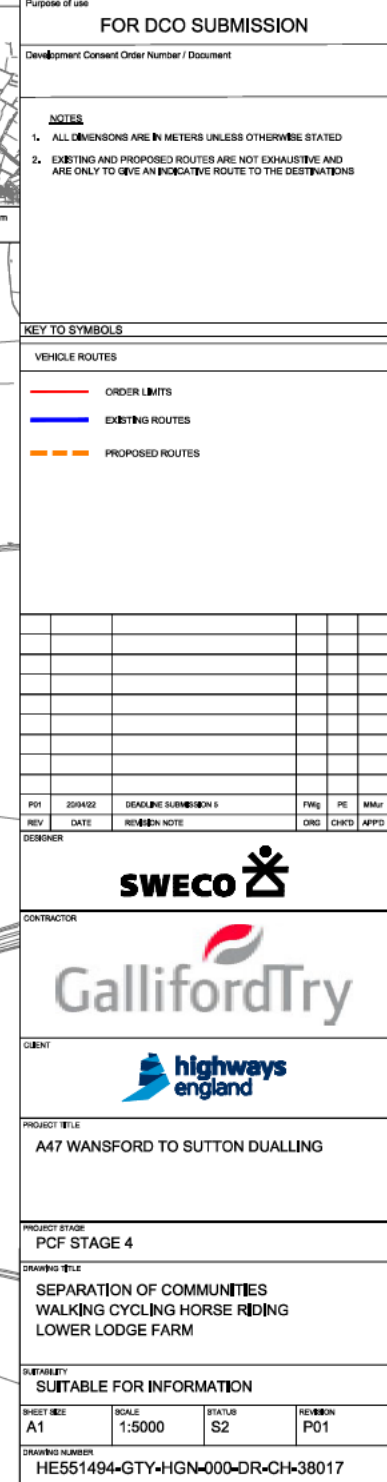 Purpose of use
FOR DCO SUBMISSION
Development Consent Order Number / Document
NOTES
1. ALL DIMENSONS ARE IN METERS UNLESS OTHERWISE STATED
2. EXISTING AND PROPOSED ROUTES ARE NOT EXHAUSTIVE AND
ARE ONLY TO GIVE AN INDICATIVE ROUTE TO THE DESTINATIONS
m
KEY TO SYMBOLS
VEHICLE ROUTES
ORDER LIMITS
EXISTING ROUTES
PROPOSED ROUTES
P01 20/04/22 DEADLINE SUBMISSION 5 FWig PE MMur
REV DATE REVISION NOTE ORG CHK'D APP'D
DESIGNER
SWECO
CONTRACTOR
GallifordTry
CLIENT
highways
england
PROJECT TITLE
A47 WANSFORD TO SUTTON DUALLING
PROJECT STAGE
PCF STAGE 4
DRAWING TITLE
SEPARATION OF COMMUNITIES
WALKING CYCLING HORSE RIDING
LOWER LODGE FARM
SUITABILITY
SUITABLE FOR INFORMATION
SHEET SIZE SCALE STATUS REVISION
A1 1:5000 S2 P01
DRAWING NUMBER
HE551494-GTY-HGN-000-DR-CH-38017